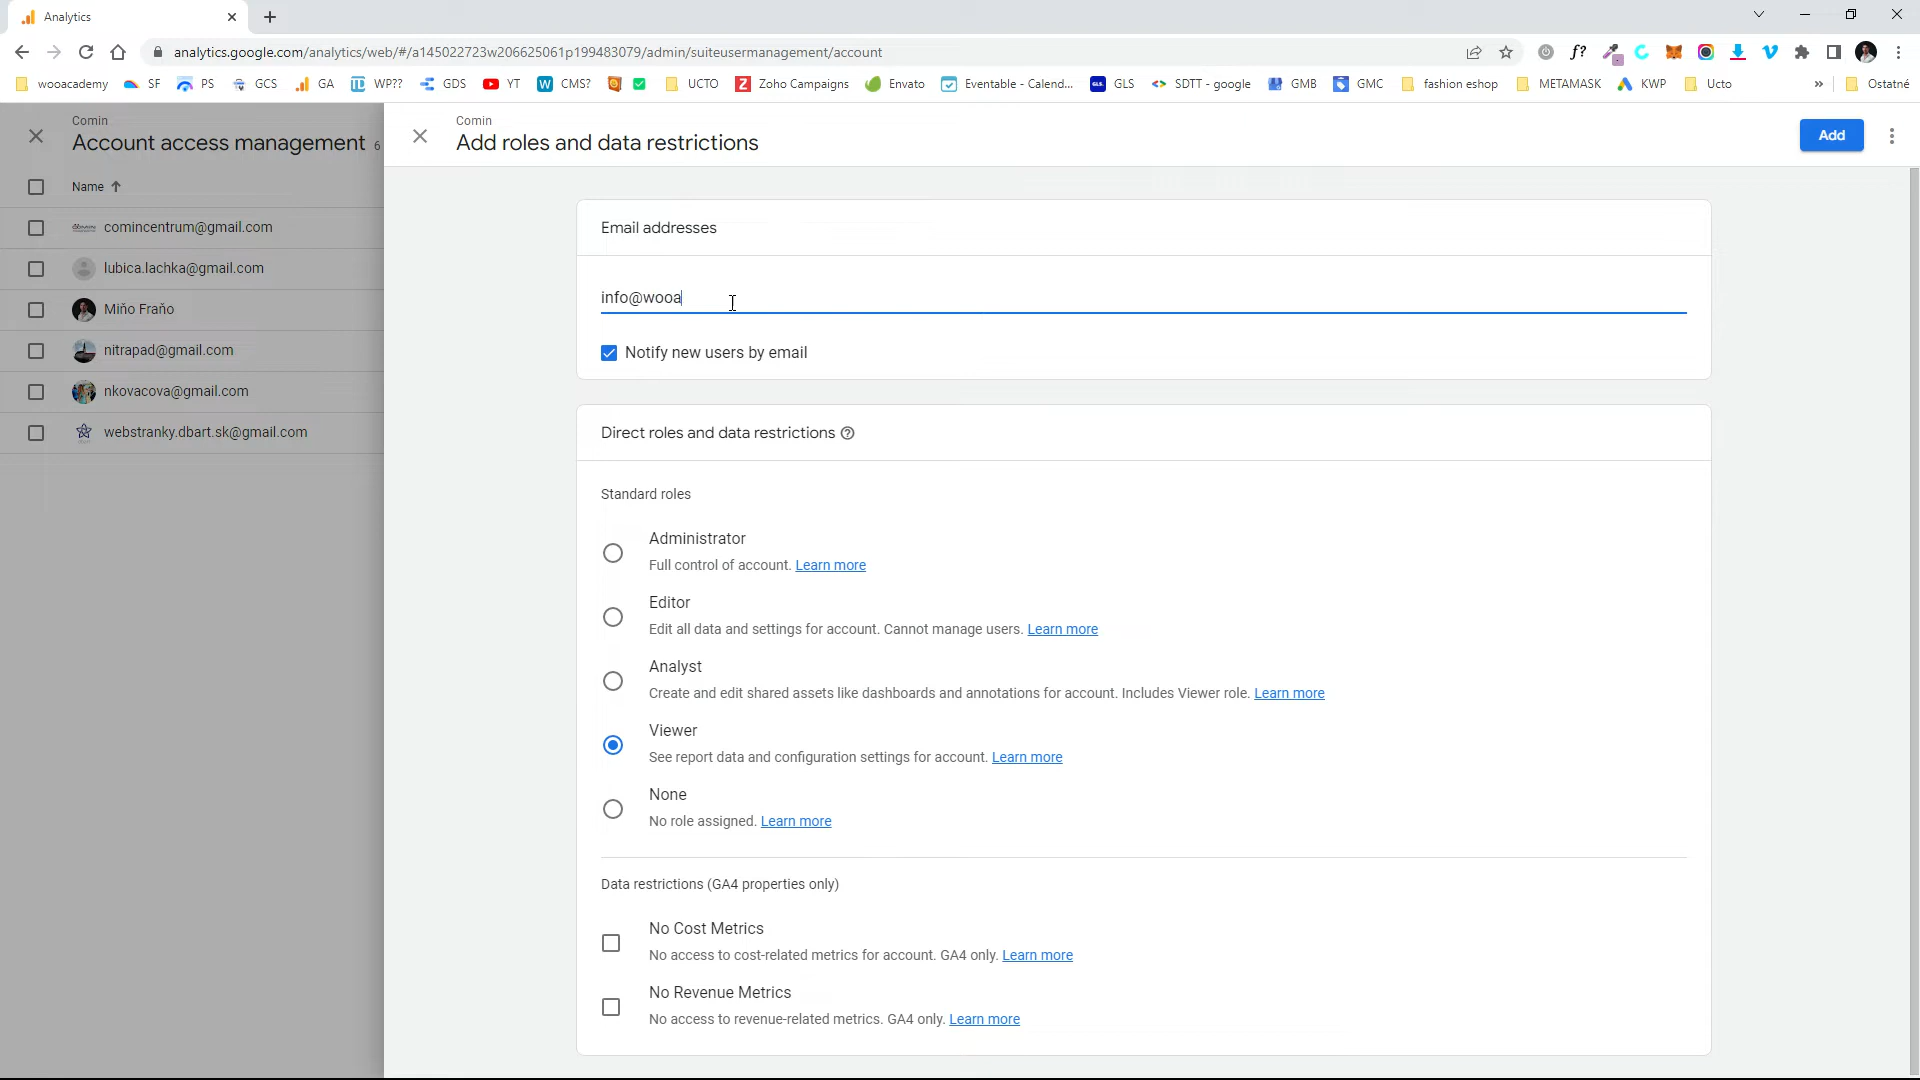 Analytics
analytics.google.com/analytics/web/#/a145022723w206625061p199483079/admin/suiteusermanagement/account
f?
wooacademy SF PS GCS GA WP?? GDS YT CMS? UCTO Zoho Campaigns Envato Eventable - Calend... GLS SDTT - google GMB GMC fashion eshop METAMASK KWP Ucto » Ostatné
Comin
Account access management 6
Name
comincentrum@gmail.com
lubica.lachka@gmail.com
Miňo Fraňo
nitrapad@gmail.com
nkovacova@gmail.com
webstranky.dbart.sk@gmail.com
Comin
Add roles and data restrictions
Add
Email addresses
info@wooa
Notify new users by email
Direct roles and data restrictions
Standard roles
Administrator
Full control of account. Learn more
Editor
Edit all data and settings for account. Cannot manage users. Learn more
Analyst
Create and edit shared assets like dashboards and annotations for account. Includes Viewer role. Learn more
Viewer
See report data and configuration settings for account. Learn more
None
No role assigned. Learn more
Data restrictions (GA4 properties only)
No Cost Metrics
No access to cost-related metrics for account. GA4 only. Learn more
No Revenue Metrics
No access to revenue-related metrics. GA4 only. Learn more